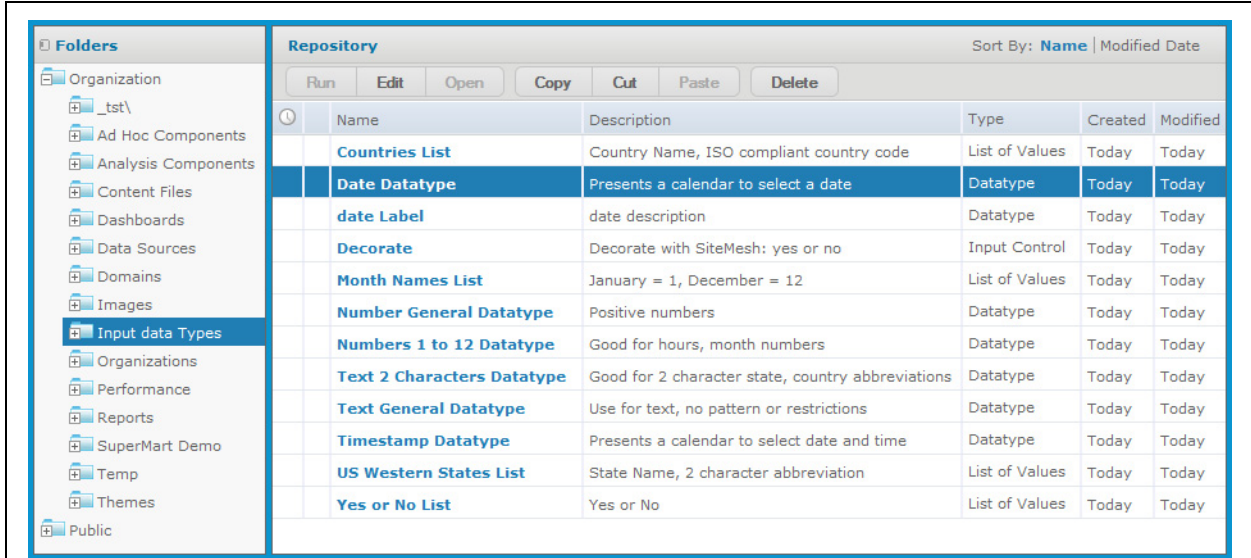 Folders
Organization
_tst\
Ad Hoc Components
Analysis Components
Content Files
Dashboards
Data Sources
Domains
Images
Input data Types
Organizations
Performance
Reports
SuperMart Demo
Temp
Themes
Public
Repository Sort By: Name | Modified Date
Run Edit Open Copy Cut Paste Delete
Name Description Type Created Modified
Countries List Country Name, ISO compliant country code List of Values Today Today
Date Datatype Presents a calendar to select a date Datatype Today Today
date Label date description Datatype Today Today
Decorate Decorate with SiteMesh: yes or no Input Control Today Today
Month Names List January = 1, December = 12 List of Values Today Today
Number General Datatype Positive numbers Datatype Today Today
Numbers 1 to 12 Datatype Good for hours, month numbers Datatype Today Today
Text 2 Characters Datatype Good for 2 character state, country abbreviations Datatype Today Today
Text General Datatype Use for text, no pattern or restrictions Datatype Today Today
Timestamp Datatype Presents a calendar to select date and time Datatype Today Today
US Western States List State Name, 2 character abbreviation List of Values Today Today
Yes or No List Yes or No List of Values Today Today